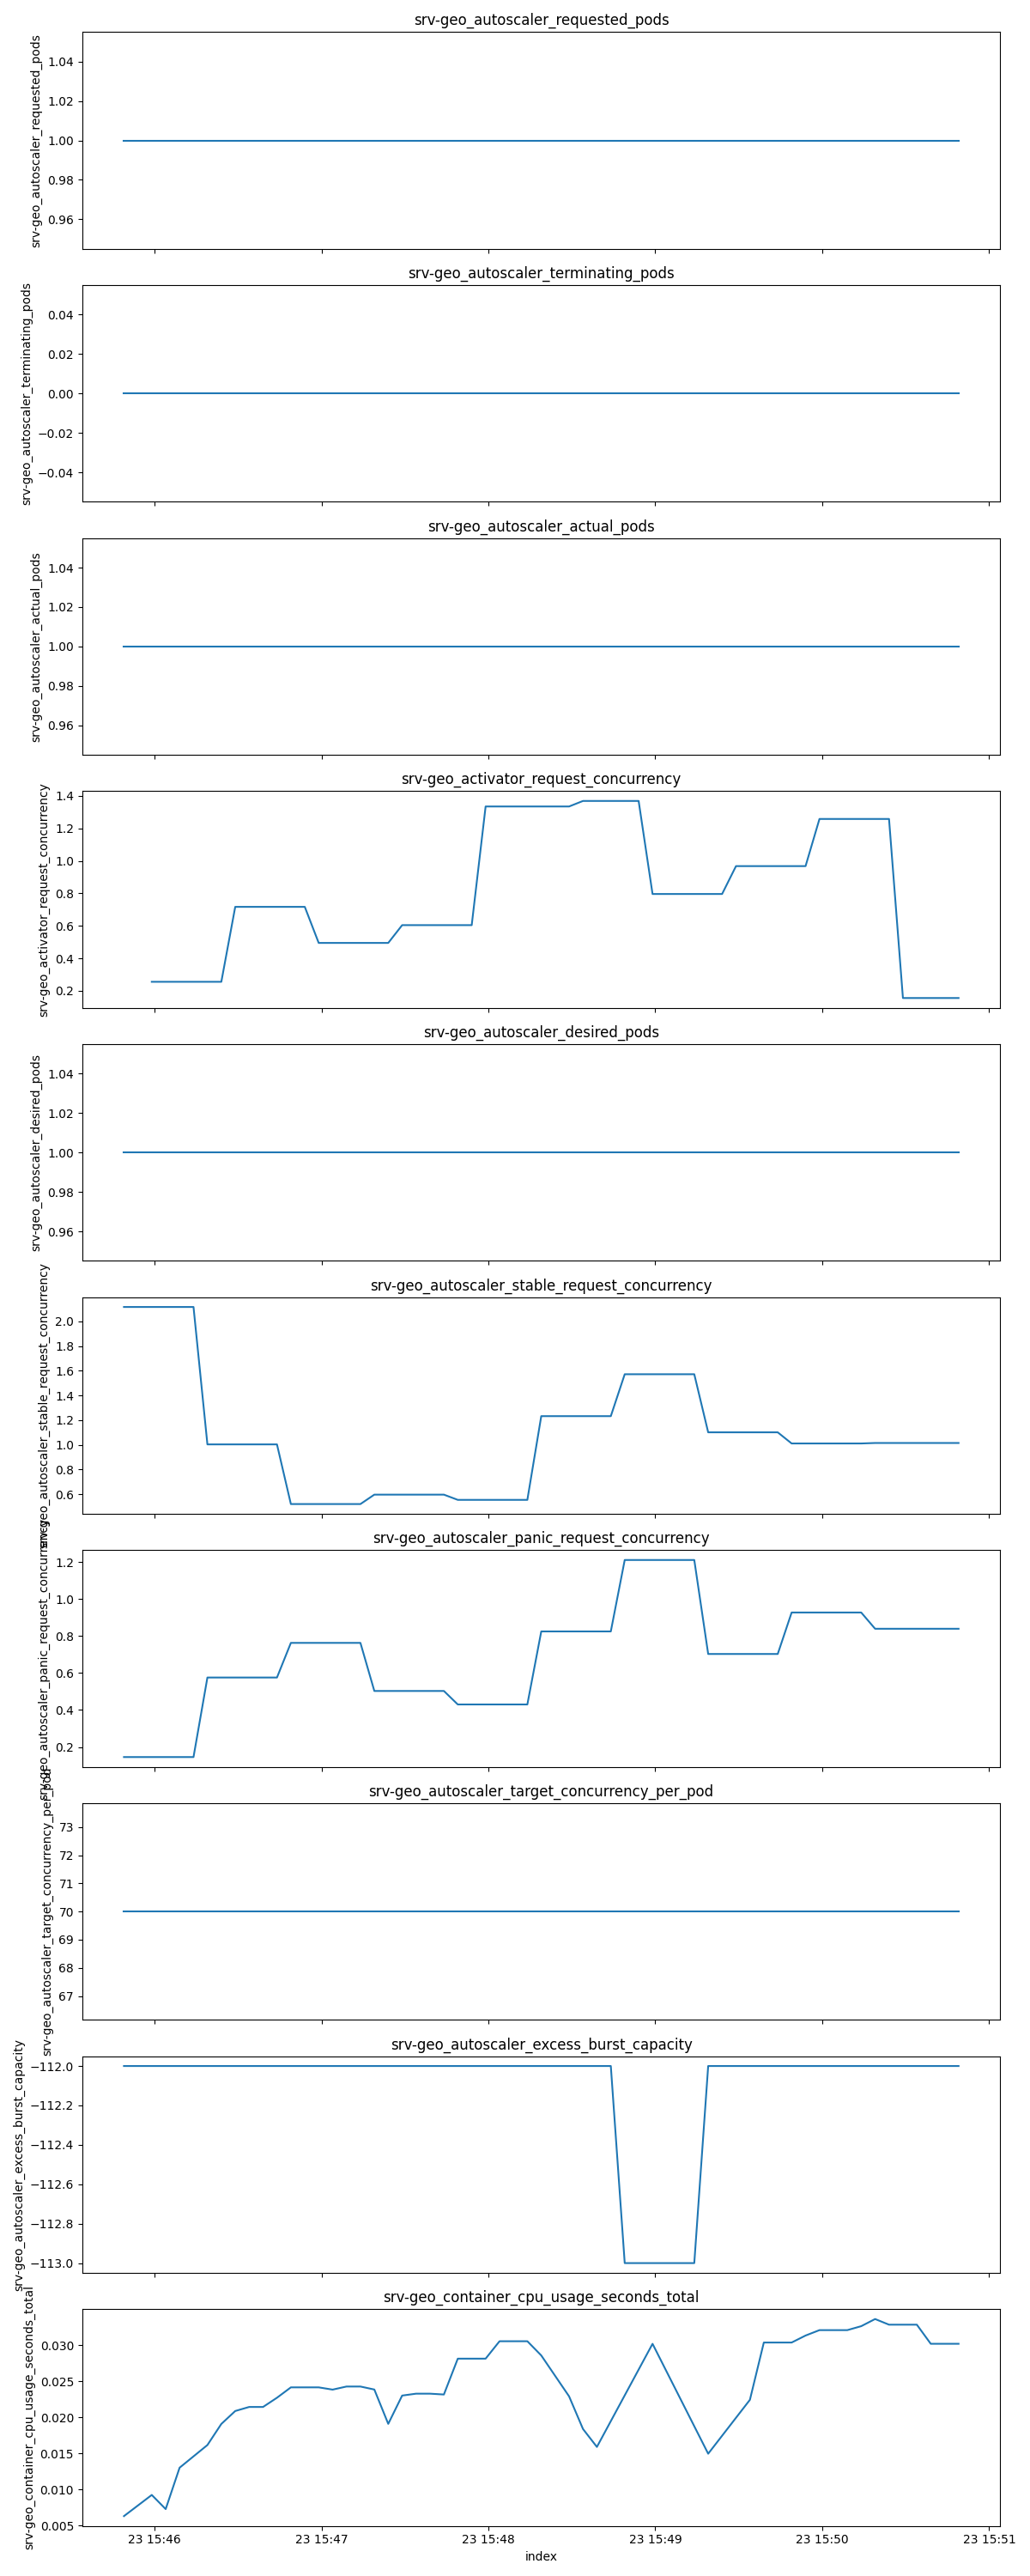 srv-geo_autoscaler_requested_pods
srv-geo_autoscaler_requested_pods
1.04
1.02
1.00
0.98
0.96
srv-geo_autoscaler_terminating_pods
srv-geo_autoscaler_terminating_pods
0.04
0.02
0.00
−0.02
−0.04
srv-geo_autoscaler_actual_pods
srv-geo_autoscaler_actual_pods
1.04
1.02
1.00
0.98
0.96
srv-geo_activator_request_concurrency
srv-geo_activator_request_concurrency
1.4
1.2
1.0
0.8
0.6
0.4
0.2
srv-geo_autoscaler_desired_pods
srv-geo_autoscaler_desired_pods
1.04
1.02
1.00
0.98
0.96
srv-geo_autoscaler_stable_request_concurrency
srv-geo_autoscaler_stable_request_concurrency
2.0
1.8
1.6
1.4
1.2
1.0
0.8
0.6
srv-geo_autoscaler_panic_request_concurrency
srv-geo_autoscaler_panic_request_concurrency
1.2
1.0
0.8
0.6
0.4
0.2
srv-geo_autoscaler_target_concurrency_per_pod
srv-geo_autoscaler_target_concurrency_per_pod
73
72
71
70
69
68
67
srv-geo_autoscaler_excess_burst_capacity
srv-geo_autoscaler_excess_burst_capacity
−112.0
−112.2
−112.4
−112.6
−112.8
−113.0
srv-geo_container_cpu_usage_seconds_total
srv-geo_container_cpu_usage_seconds_total
0.030
0.025
0.020
0.015
0.010
0.005
23 15:46 23 15:47 23 15:48 23 15:49 23 15:50 23 15:51
index